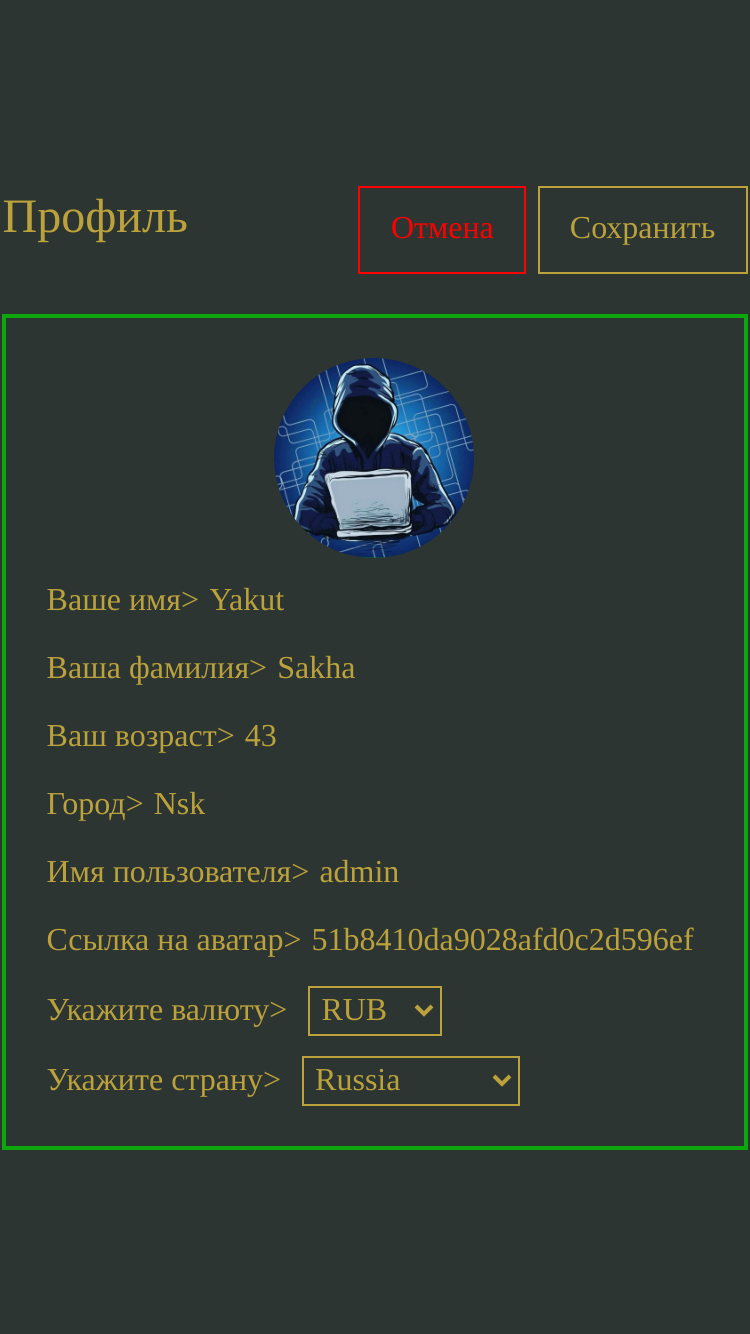 Профиль
Отмена
Сохранить
Ваше имя> Yakut
Ваша фамилия> Sakha
Ваш возраст> 43
Город> Nsk
Имя пользователя> admin
Ссылка на аватар> 51b8410da9028afd0c2d596ef
Укажите валюту> RUB
Укажите страну> Russia